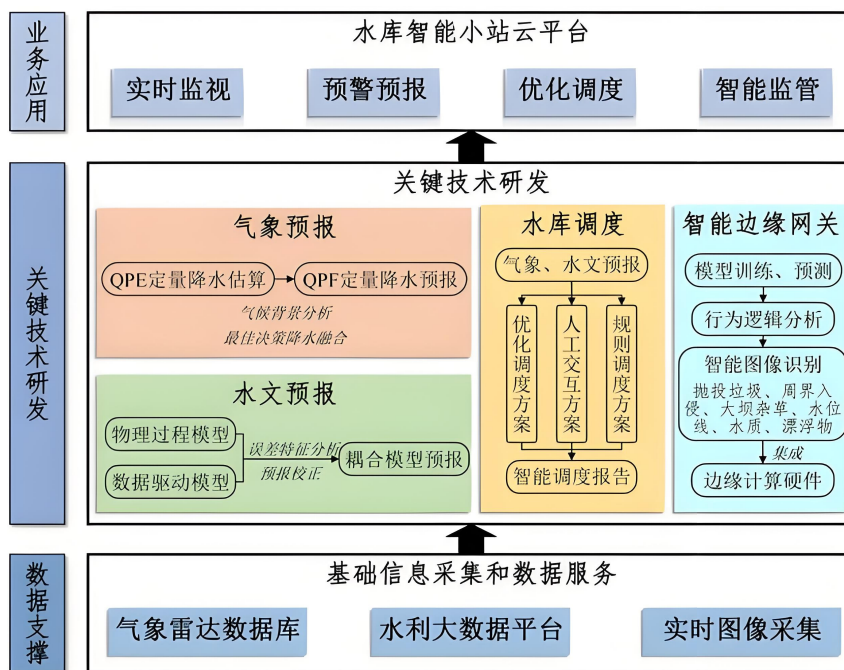 业务应用
水库智能小站云平台
实时监视
预警预报
优化调度
智能监管
关键技术研发
关键技术研发
气象预报
QPE定量降水估算
QPF定量降水预报
气候背景分析
最佳决策降水融合
水文预报
物理过程模型
数据驱动模型
误差特征分析
预报校正
耦合模型预报
水库调度
气象、水文预报
优化调度方案
人工交互方案
规则调度方案
智能调度报告
智能边缘网关
模型训练、预测
行为逻辑分析
智能图像识别
抛投垃圾、周界入
侵、大坝杂草、水位
线、水质、漂浮物
集成
边缘计算硬件
数据支撑
基础信息采集和数据服务
气象雷达数据库
水利大数据平台
实时图像采集